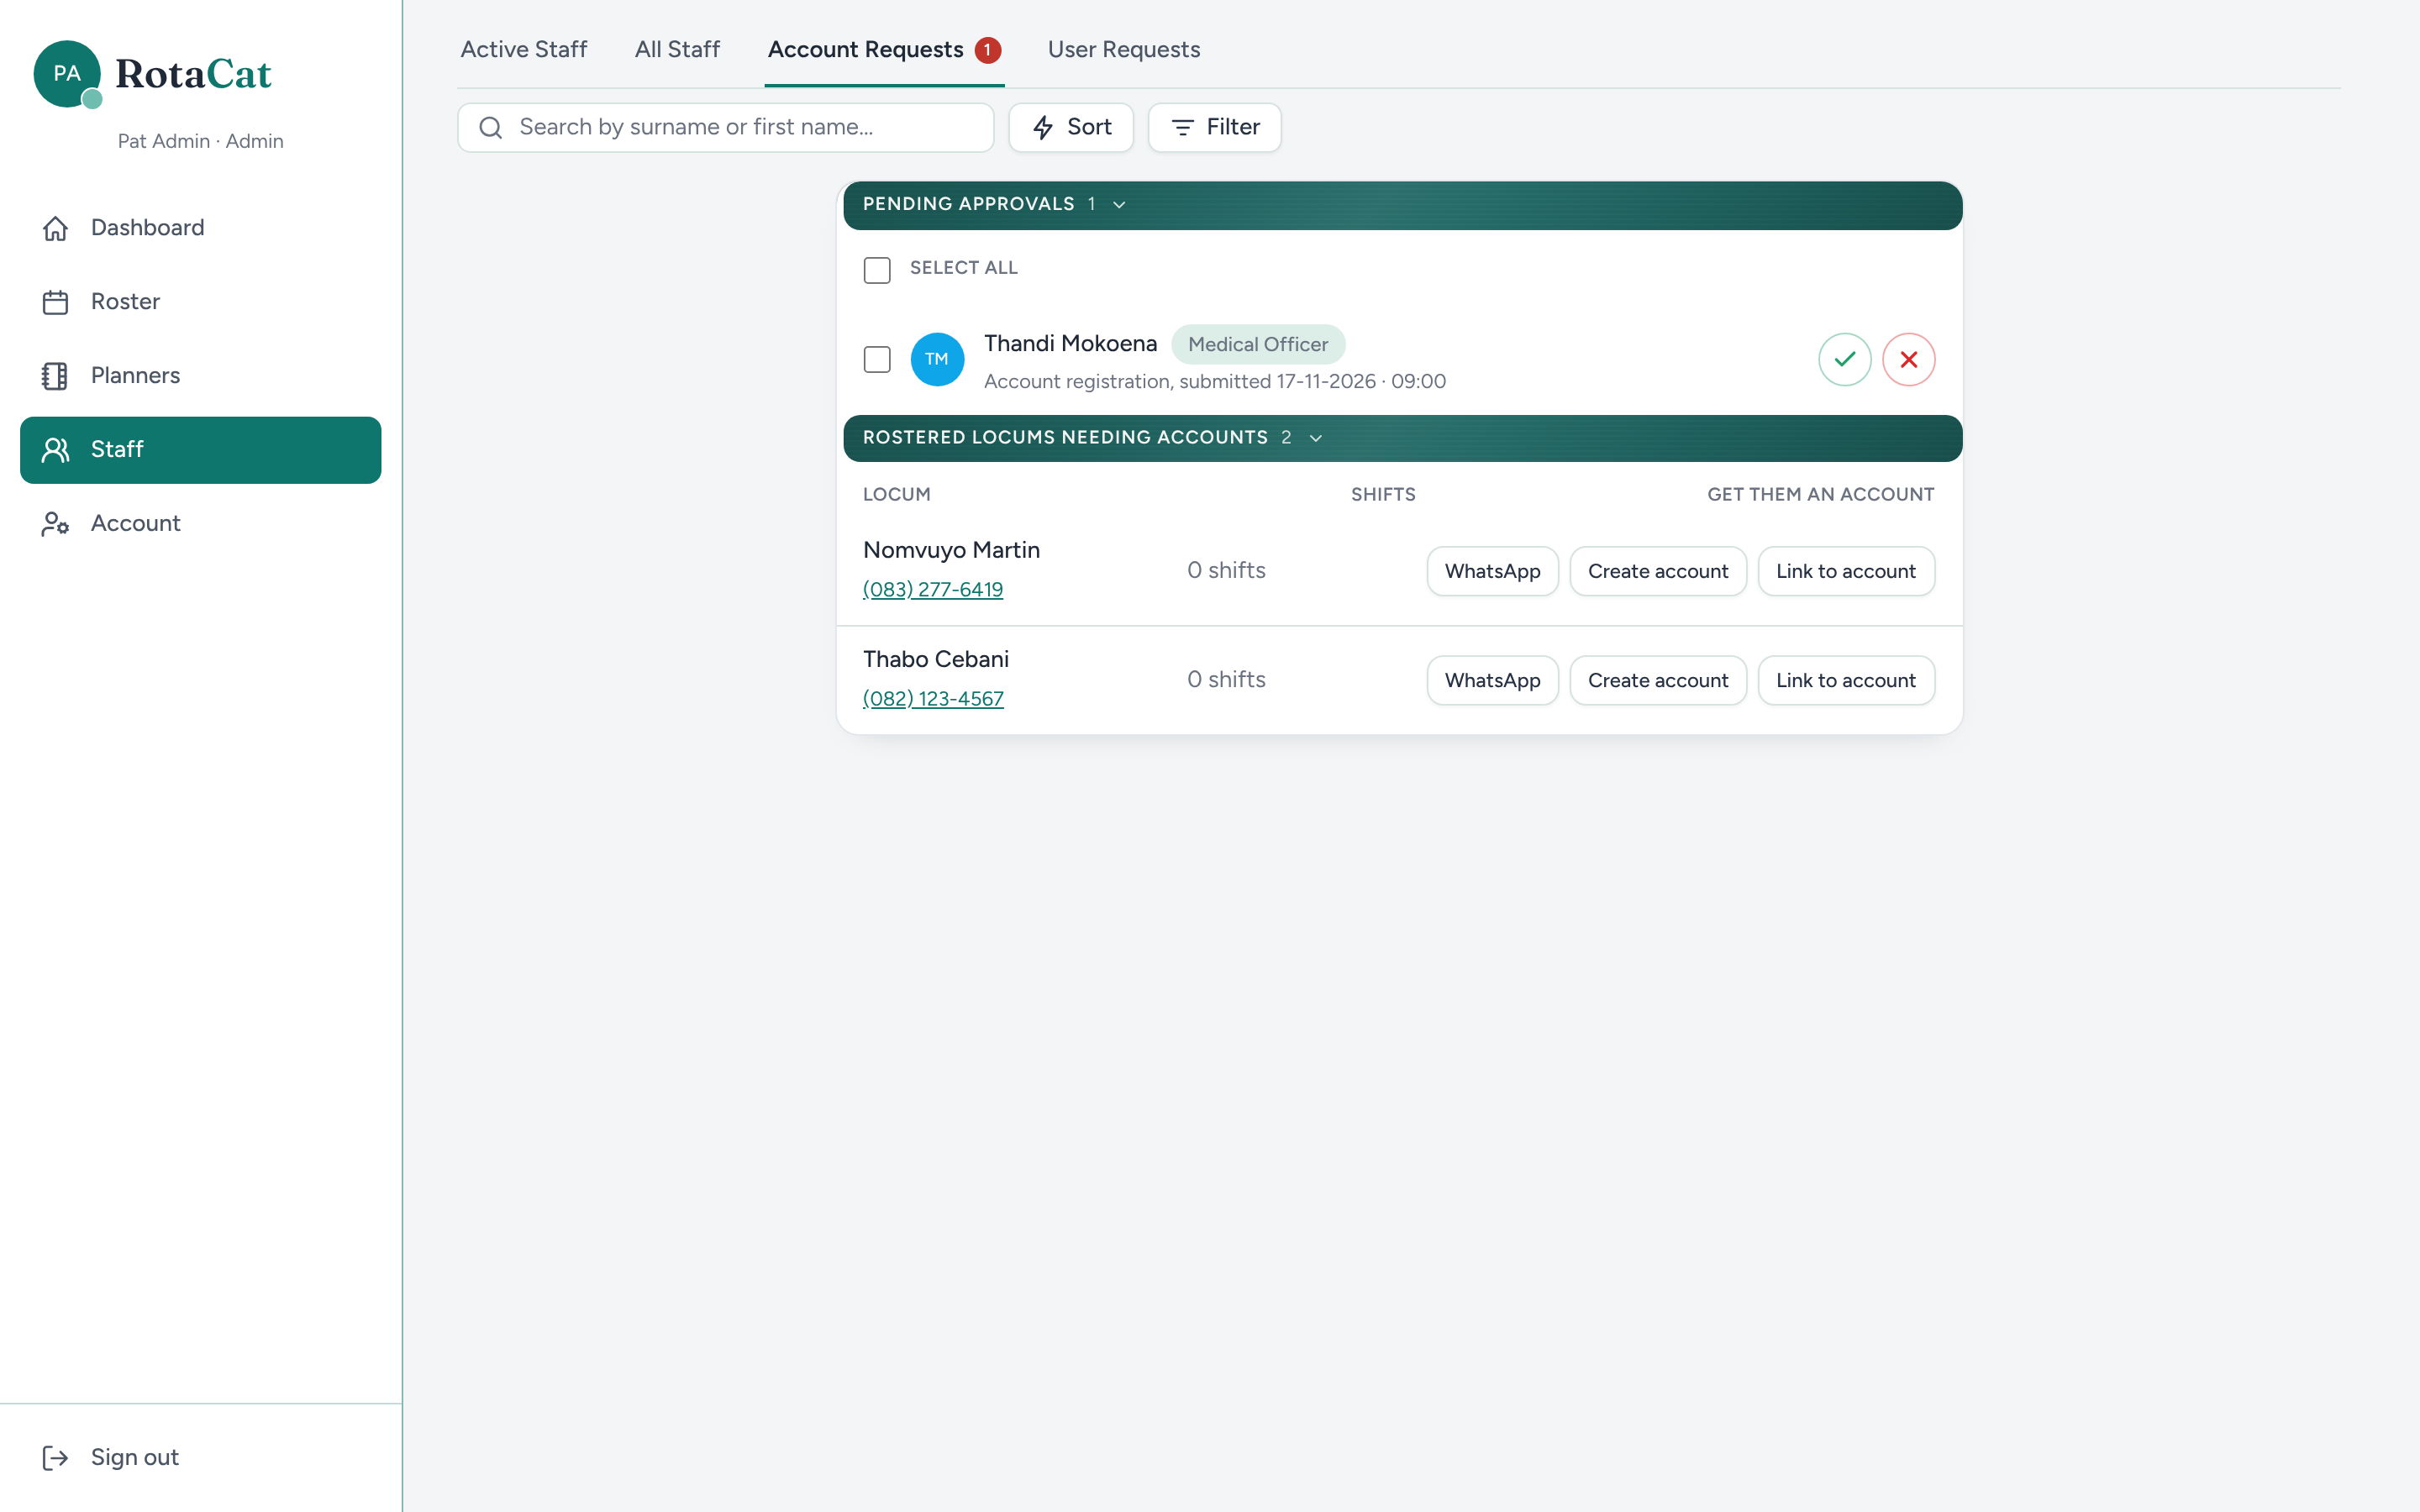 PA
RotaCat
Pat Admin · Admin
Dashboard
Roster
Planners
Staff
Account
Sign out
Active Staff
All Staff
Account Requests 1
User Requests
Search by surname or first name...
Sort
Filter
PENDING APPROVALS 1
SELECT ALL
TM
Thandi Mokoena
Medical Officer
Account registration, submitted 17-11-2026 · 09:00
ROSTERED LOCUMS NEEDING ACCOUNTS 2
LOCUM
SHIFTS
GET THEM AN ACCOUNT
Nomvuyo Martin
(083) 277-6419
0 shifts
WhatsApp
Create account
Link to account
Thabo Cebani
(082) 123-4567
0 shifts
WhatsApp
Create account
Link to account